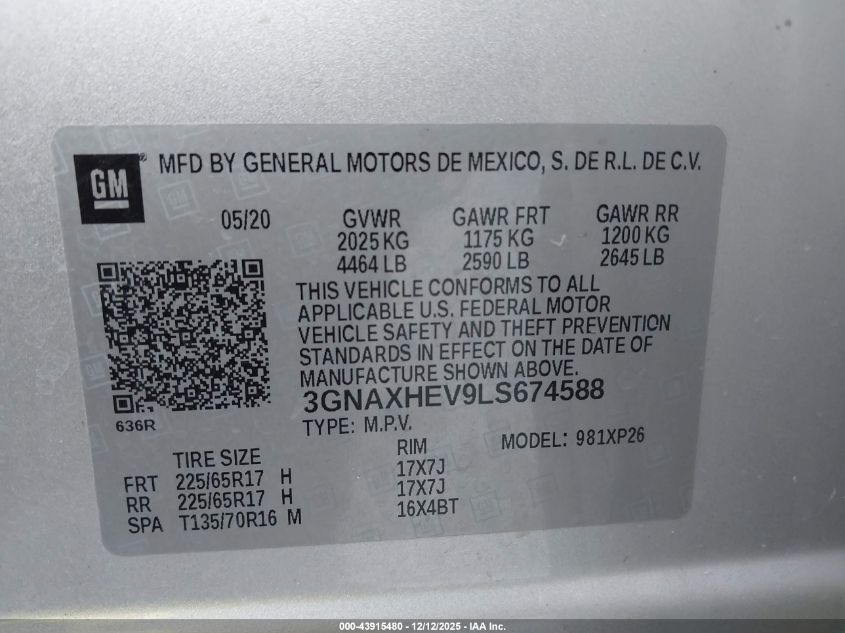 GM® MFD BY GENERAL MOTORS DE MEXICO, S. DE R.L. DE C.V.
05/20 GVWR GAWR FRT GAWR RR
2025 KG 1175 KG 1200 KG
4464 LB 2590 LB 2645 LB
THIS VEHICLE CONFORMS TO ALL
APPLICABLE U.S. FEDERAL MOTOR
VEHICLE SAFETY AND THEFT PREVENTION
STANDARDS IN EFFECT ON THE DATE OF
MANUFACTURE SHOWN ABOVE.
3GNAXHEV9LS674588
636R
TYPE: M.P.V.
MODEL: 981XP26
TIRE SIZE RIM
FRT 225/65R17 H 17X7J
RR 225/65R17 H 17X7J
SPA T135/70R16 M 16X4BT
000-43915480 - 12/12/2025 - IAA Inc.